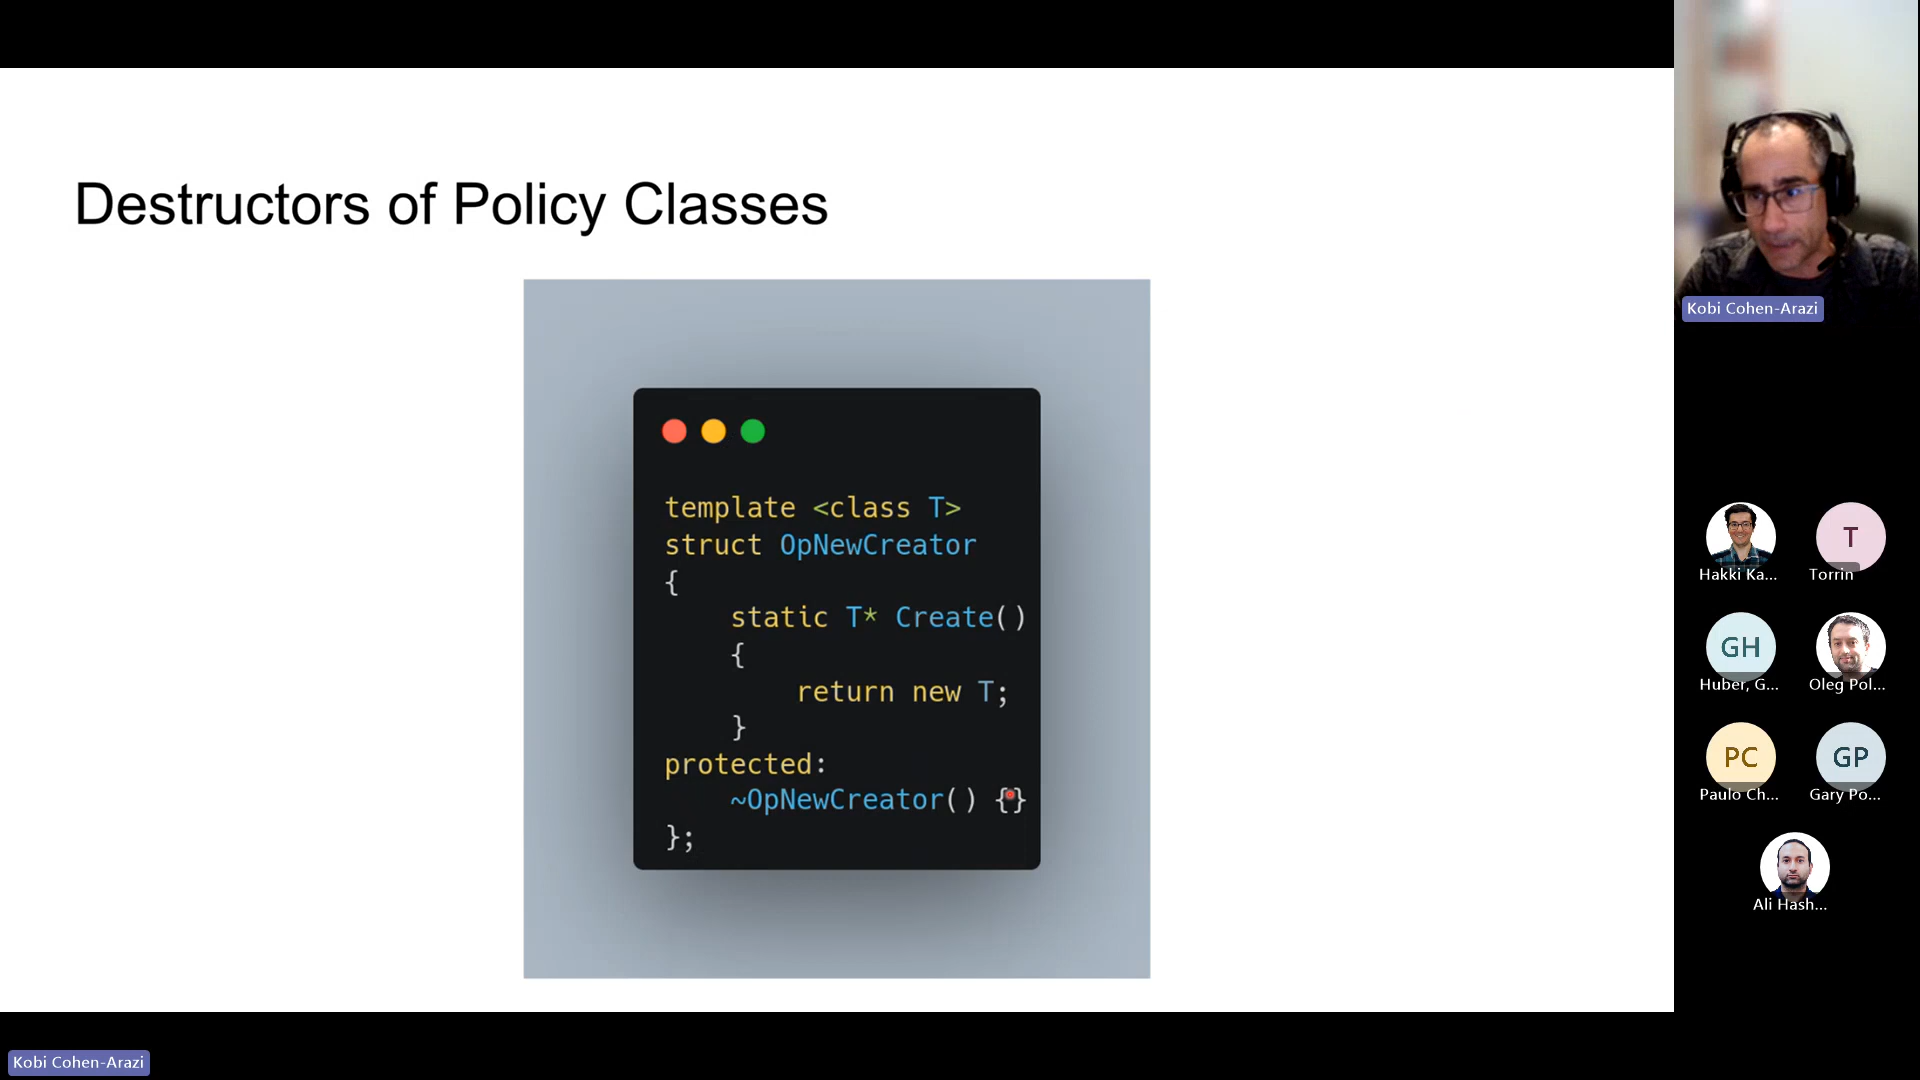 Destructors of Policy Classes
template <class T>
struct OpNewCreator
{
    static T* Create()
    {
        return new T;
    }
protected:
    ~OpNewCreator() {}
};
Kobi Cohen-Arazi
Hakki Ka...
T
Torrin
GH
Huber, G...
Oleg Pol...
PC
Paulo Ch...
GP
Gary Po...
Ali Hash...
Kobi Cohen-Arazi